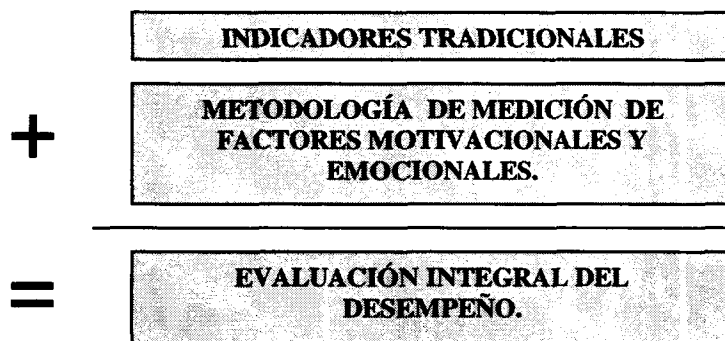 INDICADORES TRADICIONALES
+
METODOLOGÍA DE MEDICIÓN DE
FACTORES MOTIVACIONALES Y
EMOCIONALES.
=
EVALUACIÓN INTEGRAL DEL
DESEMPEÑO.